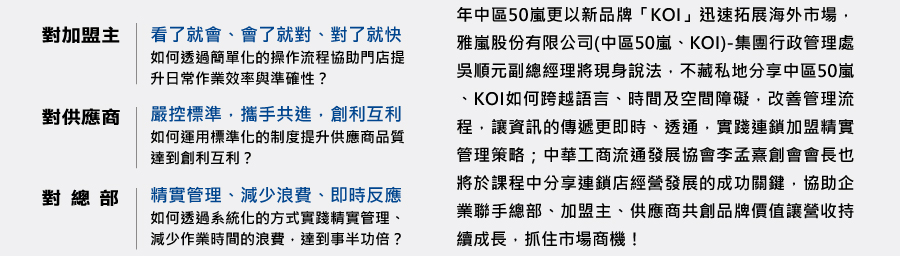 對加盟主
看了就會、會了就對、對了就快
如何透過簡單化的操作流程協助門店提
升日常作業效率與準確性？
對供應商
嚴控標準，攜手共進，創利互利
如何運用標準化的制度提升供應商品質
達到創利互利？
對 總 部
精實管理、減少浪費、即時反應
如何透過系統化的方式實踐精實管理、
減少作業時間的浪費，達到事半功倍？
年中區50嵐更以新品牌「KOI」迅速拓展海外市場，
雅嵐股份有限公司(中區50嵐、KOI)-集團行政管理處
吳順元副總經理將現身說法，不藏私地分享中區50嵐
、KOI如何跨越語言、時間及空間障礙，改善管理流
程，讓資訊的傳遞更即時、透通，實踐連鎖加盟精實
管理策略；中華工商流通發展協會李孟熹創會會長也
將於課程中分享連鎖店經營發展的成功關鍵，協助企
業聯手總部、加盟主、供應商共創品牌價值讓營收持
續成長，抓住市場商機！